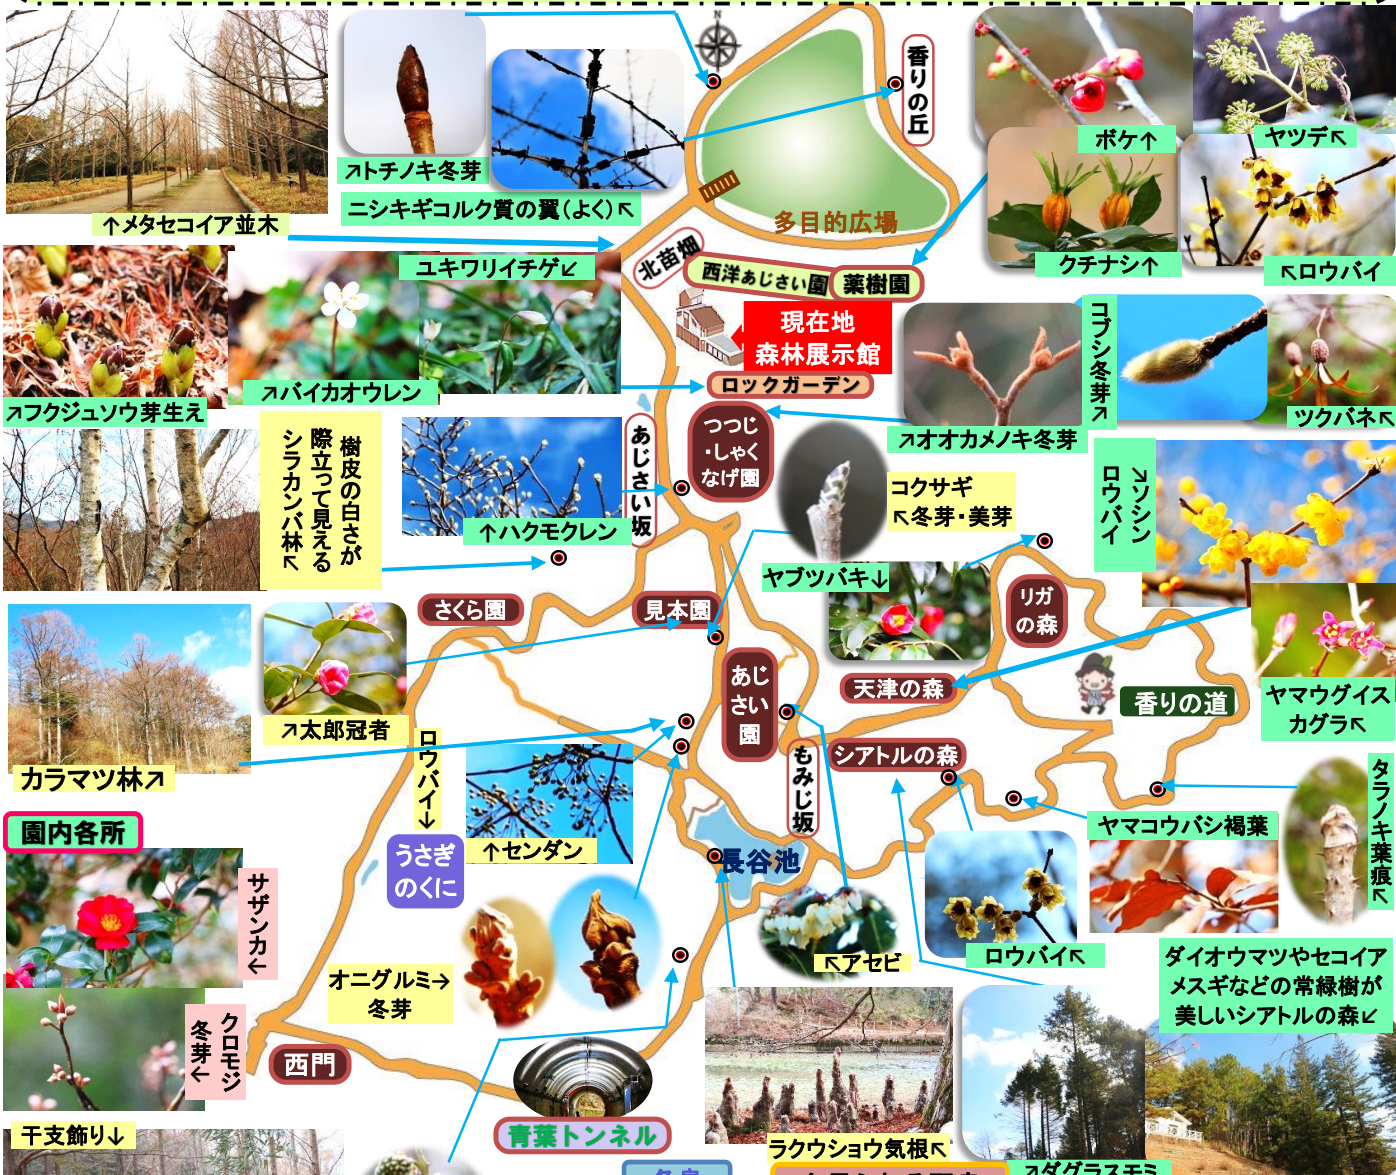 N
香りの丘
ボケ↑
ヤツデ↖
↗トチノキ冬芽
ニシキギコルク質の翼(よく)↖
↑メタセコイア並木
多目的広場
クチナシ↑
↖ロウバイ
北苗畑
西洋あじさい園
薬樹園
ユキワリイチゲ↙
現在地
森林展示館
コブシ冬芽↗
ロックガーデン
↗フクジュソウ芽生え
↗バイカオウレン
ツクバネ↖
つつじ
・しゃく
なげ園
↗オオカメノキ冬芽
樹皮の白さが
際立って見える
シラカンバ林↖
あじさい坂
↑ハクモクレン
コクサギ
↖冬芽・美芽
↘ソシン
ロウバイ
ヤブツバキ↓
さくら園
見本園
リガ
の森
あじ
さい
園
天津の森
香りの道
ヤマウグイス
カグラ↖
↗太郎冠者
カラマツ林↗
ロウバイ↓
もみじ坂
シアトルの森
タラノキ葉痕↖
園内各所
うさぎ
のくに
↑センダン
長谷池
ヤマコウバシ褐葉
サザンカ←
オニグルミ→
冬芽
↖アセビ
ロウバイ↖
ダイオウマツやセコイア
メスギなどの常緑樹が
美しいシアトルの森↙
クロモジ
冬芽←
西門
青葉トンネル
干支飾り↓
ラクウショウ気根↖
↗ダグラスモミ